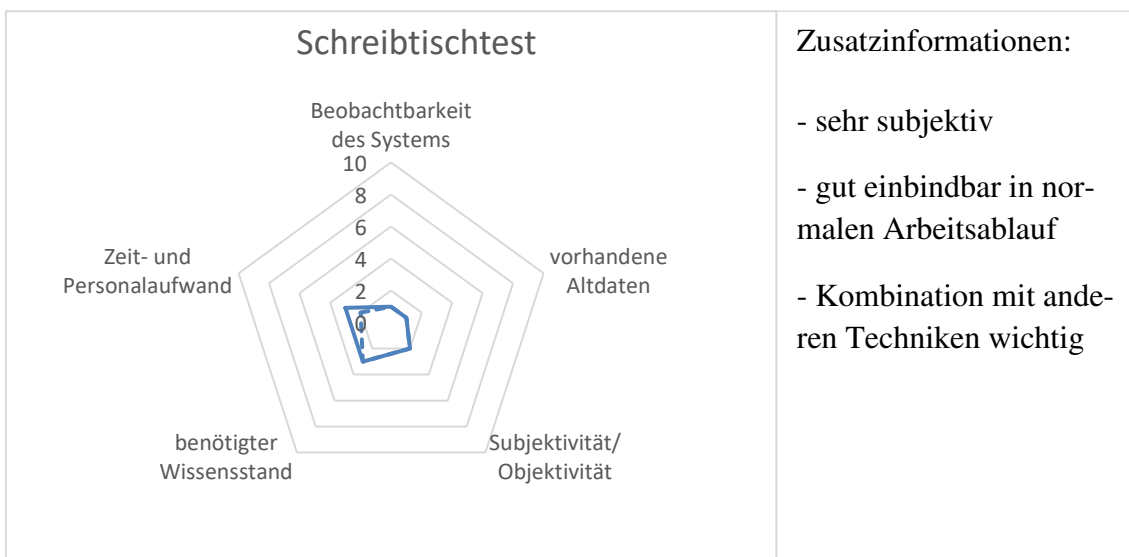 Schreibtischtest
Beobachtbarkeit
des Systems
10
8
6
4
2
0
vorhandene
Altdaten
Subjektivität/
Objektivität
benötigter
Wissensstand
Zeit- und
Personalaufwand
Zusatzinformationen:
- sehr subjektiv
- gut einbindbar in nor-
malen Arbeitsablauf
- Kombination mit ande-
ren Techniken wichtig